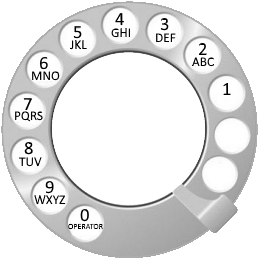 1
2
ABC
3
DEF
4
GHI
5
JKL
6
MNO
7
PQRS
8
TUV
9
WXYZ
0
OPERATOR